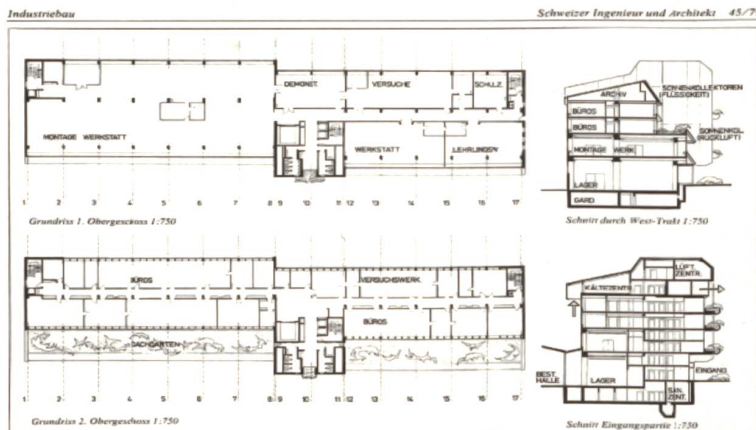 Industriebau
Schweizer Ingenieur und Architekt 45/7
DEMONST.
VERSUCHE
SCHULZ.
MONTAGE WERKSTATT
WERKSTATT
LEHRLINGSW.
1 2 3 4 5 6 7 8 9 10 11 12 13 14 15 16 17
Grundriss 1. Obergeschoss 1:750
ARCHIV
SONNENKOLLEKTOREN
(FLÜSSIGKEIT)
BÜROS
BÜROS
SONNENKOL.
MONTAGE WERK
LAGER
GARD
Schnitt durch West-Trakt 1:750
BÜROS
VERSUCHSWERK.
BÜROS
DACHGARTEN
1 2 3 4 5 6 7 8 9 10 11 12 13 14 15 16 17
Grundriss 2. Obergeschoss 1:750
LÜFT.
ZENTR.
KÄLTEZENTR.
BEST.
HALLE
LAGER
EINGANG
SAN.
ZENT.
Schnitt Eingangspartie 1:750